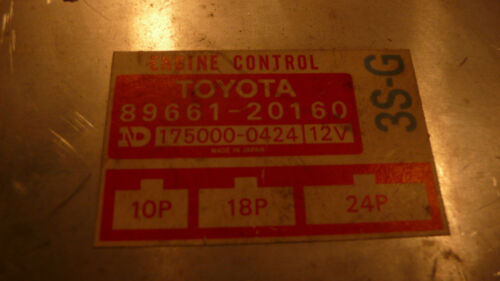 ENGINE CONTROL
TOYOTA
89661-20160
ND 175000-0424 12V
MADE IN JAPAN
10P 18P 24P
3S-G